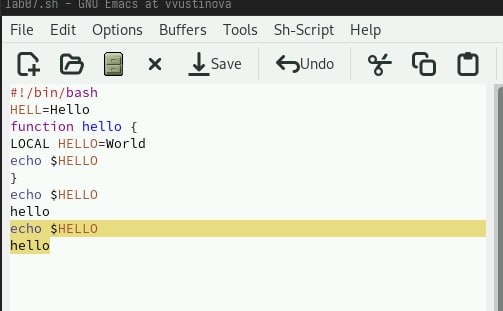 lab07.sh - GNU Emacs at vvustinova
File Edit Options Buffers Tools Sh-Script Help
Save Undo
#!/bin/bash
HELL=Hello
function hello {
LOCAL HELLO=World
echo $HELLO
}
echo $HELLO
hello
echo $HELLO
hello